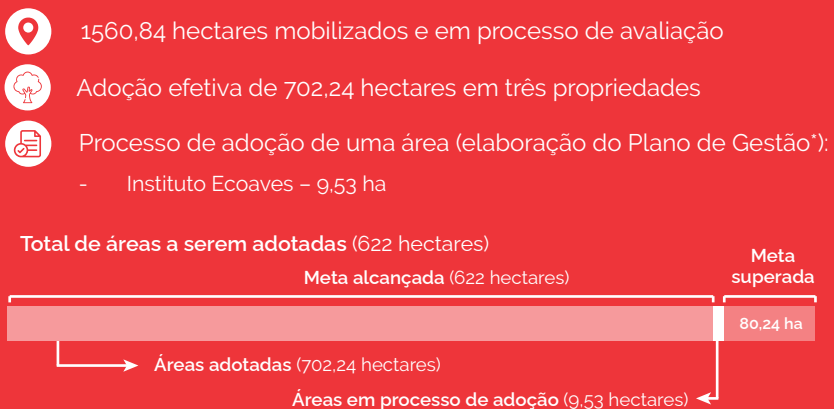 1560,84 hectares mobilizados e em processo de avaliação
Adoção efetiva de 702,24 hectares em três propriedades
Processo de adoção de uma área (elaboração do Plano de Gestão*):
- Instituto Ecoaves – 9,53 ha
Total de áreas a serem adotadas (622 hectares)
Meta alcançada (622 hectares)
Meta
superada
80,24 ha
Áreas adotadas (702,24 hectares)
Áreas em processo de adoção (9,53 hectares)